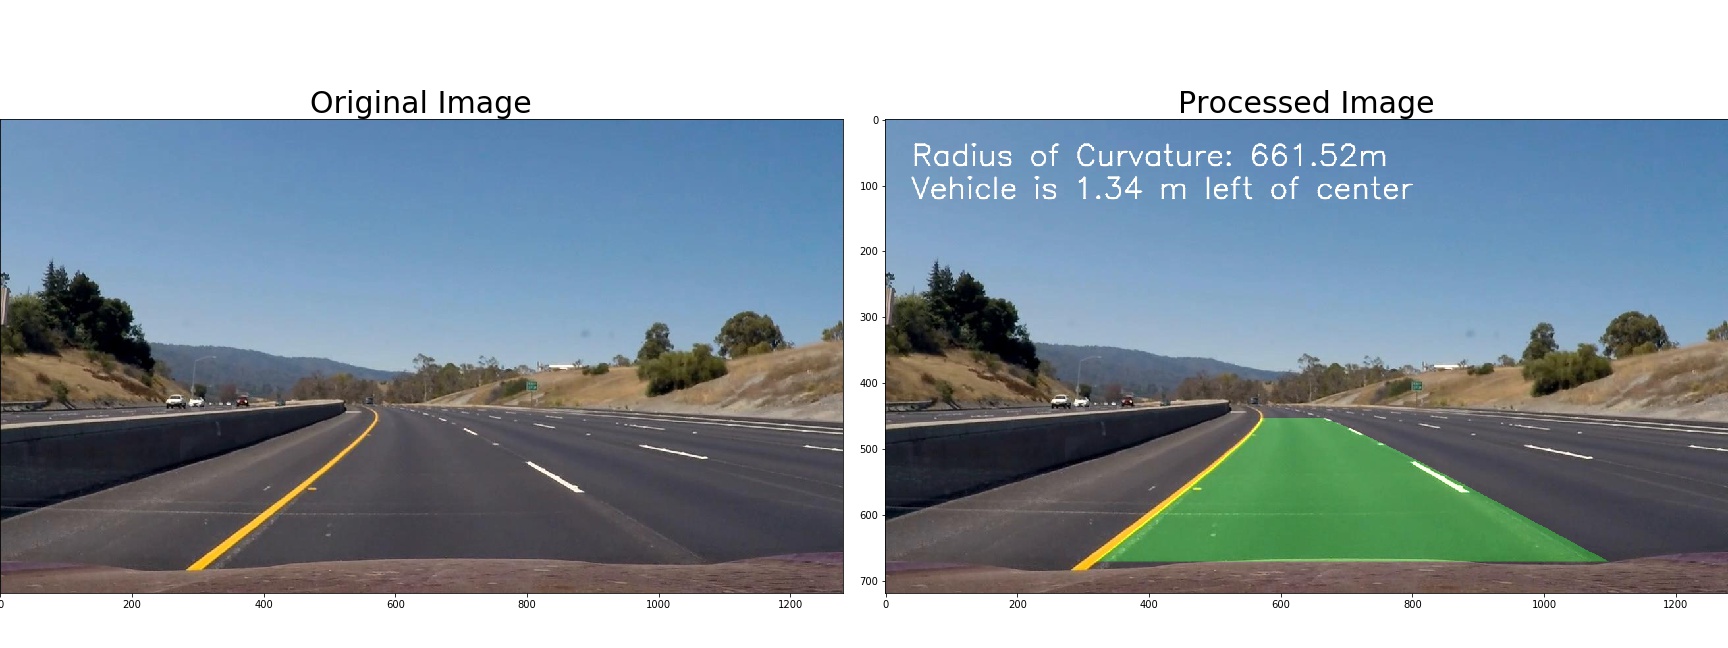 Original Image
Processed Image
Radius of Curvature: 661.52m
Vehicle is 1.34 m left of center
0
100
200
300
400
500
600
700
0 200 400 600 800 1000 1200
0 200 400 600 800 1000 1200